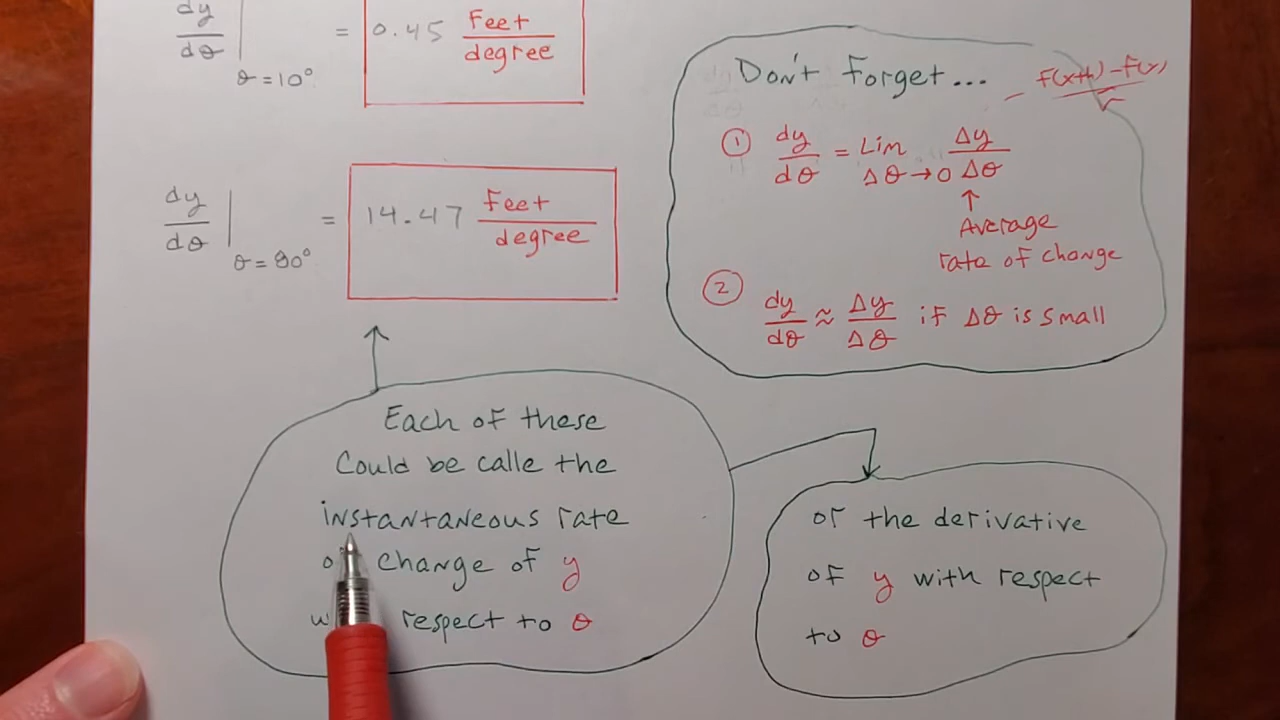 dy/dθ | θ=10° = 0.45 Feet/degree
dy/dθ | θ=80° = 14.47 Feet/degree
Don't Forget...
F(x+h)-F(x)
① dy/dθ = Lim Δθ→0 Δy/Δθ
↑
Average
rate of change
② dy/dθ ≈ Δy/Δθ if Δθ is small
Each of these
Could be calle the
instantaneous rate
change of y
respect to θ
or the derivative
of y with respect
to θ